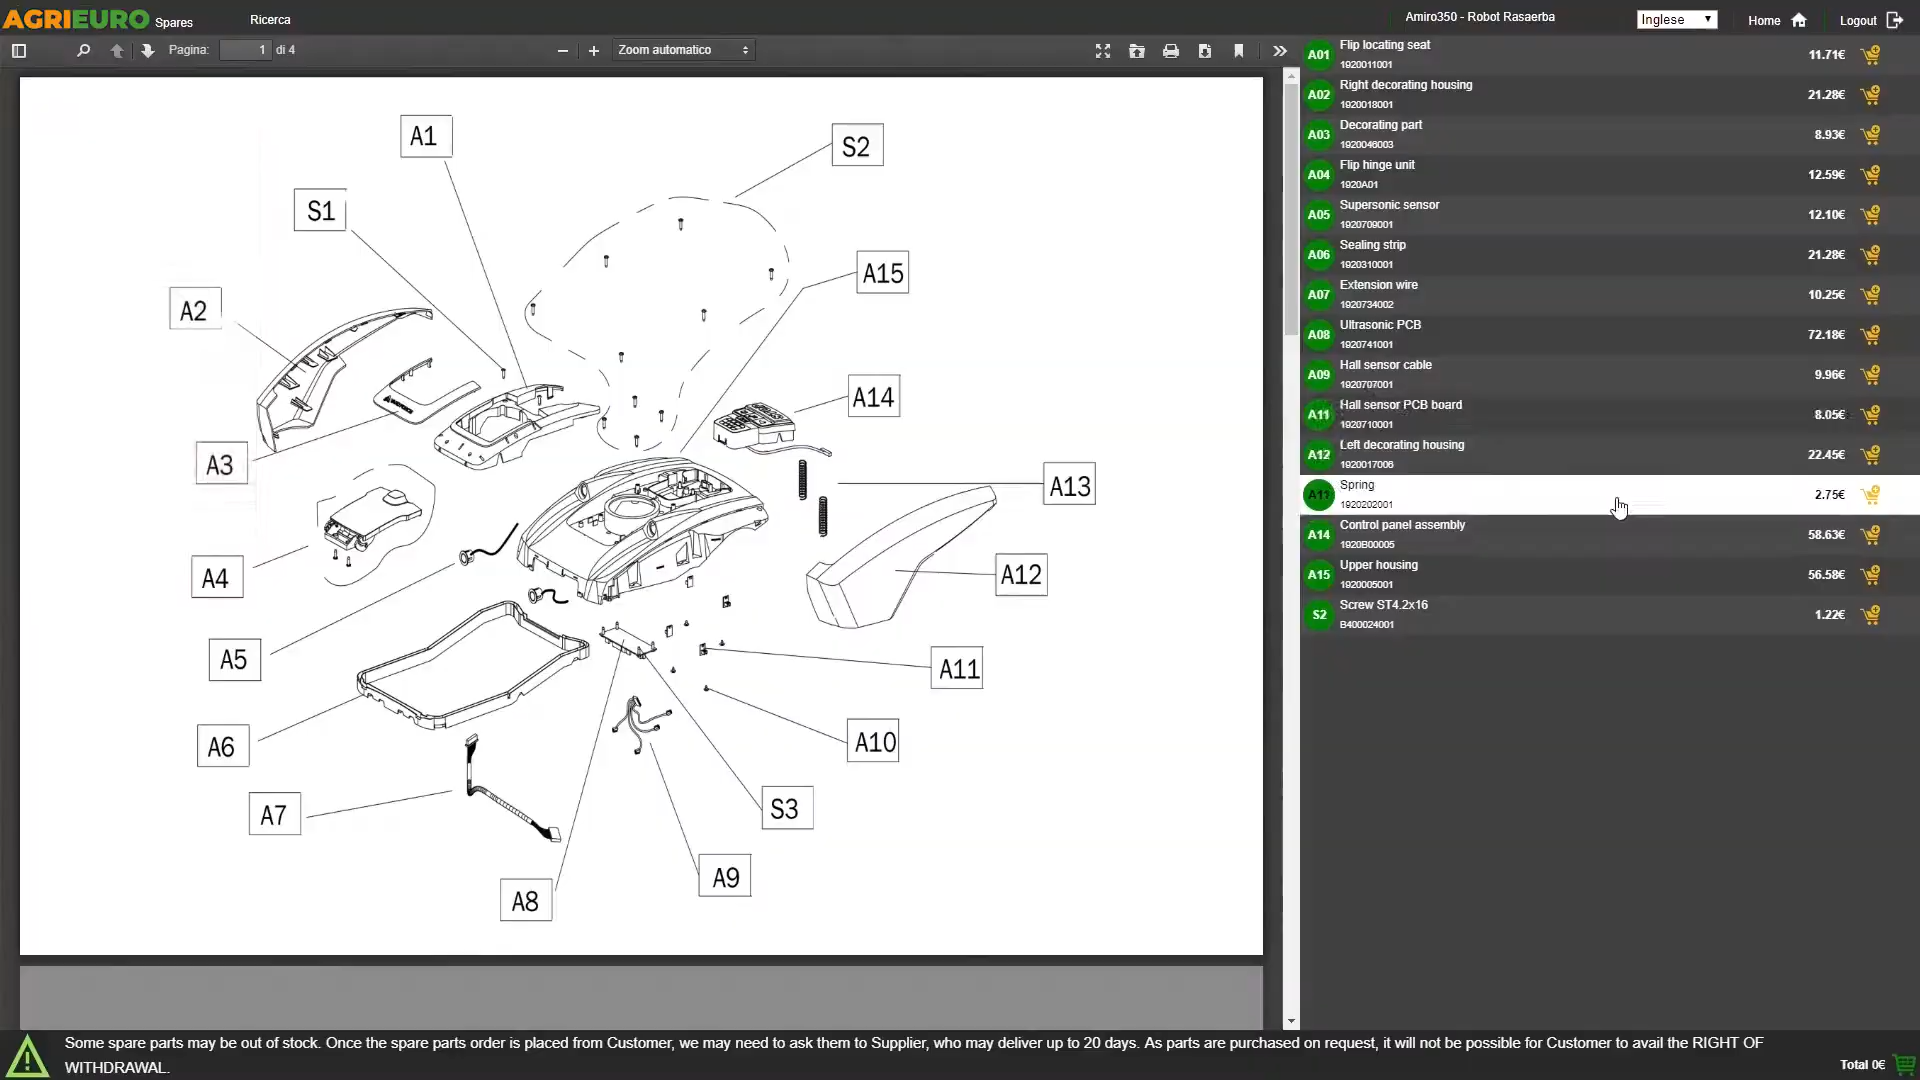 AGRIEURO Spares
Ricerca
Amiro350 - Robot Rasaerba
Inglese
Home
Logout
Pagina: 1 di 4
Zoom automatico
A1
S2
S1
A15
A2
A14
A3
A13
A4
A12
A5
A11
A6
A10
A7
S3
A9
A8
A01 Flip locating seat 11.71€
1920011001
A02 Right decorating housing 21.28€
1920018001
A03 Decorating part 8.93€
1920046003
A04 Flip hinge unit 12.59€
1920A01
A05 Supersonic sensor 12.10€
1920709001
A06 Sealing strip 21.28€
1920310001
A07 Extension wire 10.25€
1920734002
A08 Ultrasonic PCB 72.18€
1920741001
A09 Hall sensor cable 9.96€
1920707001
A11 Hall sensor PCB board 8.05€
1920710001
A12 Left decorating housing 22.45€
1920017006
Spring 2.75€
1920202001
A14 Control panel assembly 58.63€
1920B00005
A15 Upper housing 56.58€
1920005001
S2 Screw ST4.2x16 1.22€
B400024001
Some spare parts may be out of stock. Once the spare parts order is placed from Customer, we may need to ask them to Supplier, who may deliver up to 20 days. As parts are purchased on request, it will not be possible for Customer to avail the RIGHT OF
WITHDRAWAL.
Total 0€